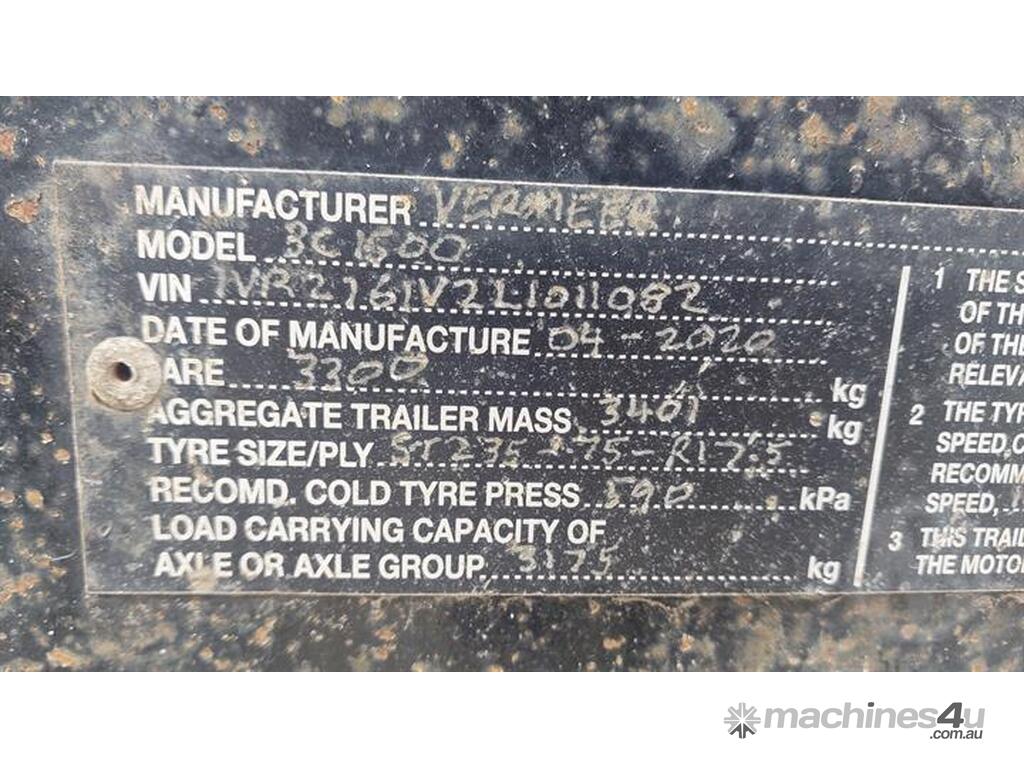 MANUFACTURER VERMEER
MODEL BC1500
VIN 1VR2161V2L1011082
DATE OF MANUFACTURE 04-2020
ARE 3300 kg
AGGREGATE TRAILER MASS 3401 kg
TYRE SIZE/PLY ST235-75-R17.5
RECOMD. COLD TYRE PRESS 590 kPa
LOAD CARRYING CAPACITY OF
AXLE OR AXLE GROUP 3175 kg
1 THE S
OF TH
OF THE
RELEVA
2 THE TYP
SPEED C
RECOMM
SPEED,
3 THIS TRAIL
THE MOTO
machines4u
.com.au